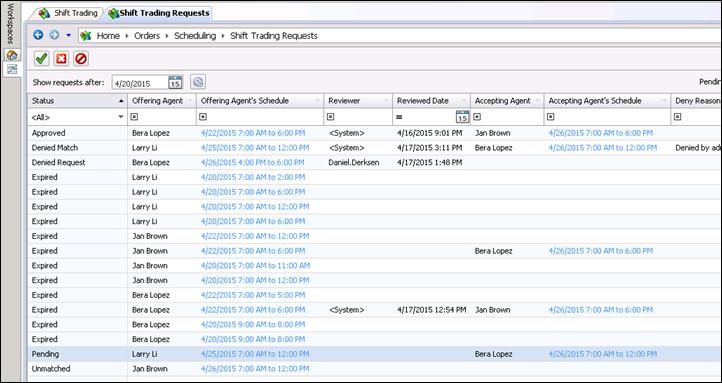 Workspaces
Shift Trading Shift Trading Requests
Home Orders Scheduling Shift Trading Requests
Show requests after: 4/20/2015 15 Pendin
Status Offering Agent Offering Agent's Schedule Reviewer Reviewed Date Accepting Agent Accepting Agent's Schedule Deny Reason
<All> = 15
Approved Bera Lopez 4/22/2015 7:00 AM to 6:00 PM <System> 4/16/2015 9:01 PM Jan Brown 4/26/2015 7:00 AM to 6:00 PM
Denied Match Larry Li 4/25/2015 7:00 AM to 12:00 PM <System> 4/17/2015 3:11 PM Bera Lopez 4/26/2015 7:00 AM to 12:00 PM Denied by adr
Denied Request Bera Lopez 4/26/2015 4:00 PM to 6:00 PM Daniel.Derksen 4/17/2015 1:48 PM
Expired Larry Li 4/20/2015 7:00 AM to 2:00 PM
Expired Larry Li 4/20/2015 7:00 AM to 6:00 PM
Expired Larry Li 4/20/2015 7:00 AM to 12:00 PM
Expired Larry Li 4/20/2015 7:00 AM to 6:00 PM
Expired Jan Brown 4/22/2015 7:00 AM to 12:00 PM
Expired Jan Brown 4/22/2015 7:00 AM to 6:00 PM Bera Lopez 4/26/2015 7:00 AM to 6:00 PM
Expired Jan Brown 4/20/2015 7:00 AM to 11:00 AM
Expired Jan Brown 4/20/2015 7:00 AM to 12:00 PM
Expired Bera Lopez 4/22/2015 7:00 AM to 5:00 PM
Expired Bera Lopez 4/22/2015 7:00 AM to 6:00 PM <System> 4/17/2015 12:54 PM Jan Brown 4/26/2015 7:00 AM to 6:00 PM
Expired Bera Lopez 4/20/2015 9:00 AM to 8:00 PM
Expired Bera Lopez 4/20/2015 9:00 AM to 8:00 PM
Pending Larry Li 4/25/2015 7:00 AM to 12:00 PM Bera Lopez 4/26/2015 7:00 AM to 12:00 PM
Unmatched Jan Brown 4/26/2015 7:00 AM to 12:00 PM